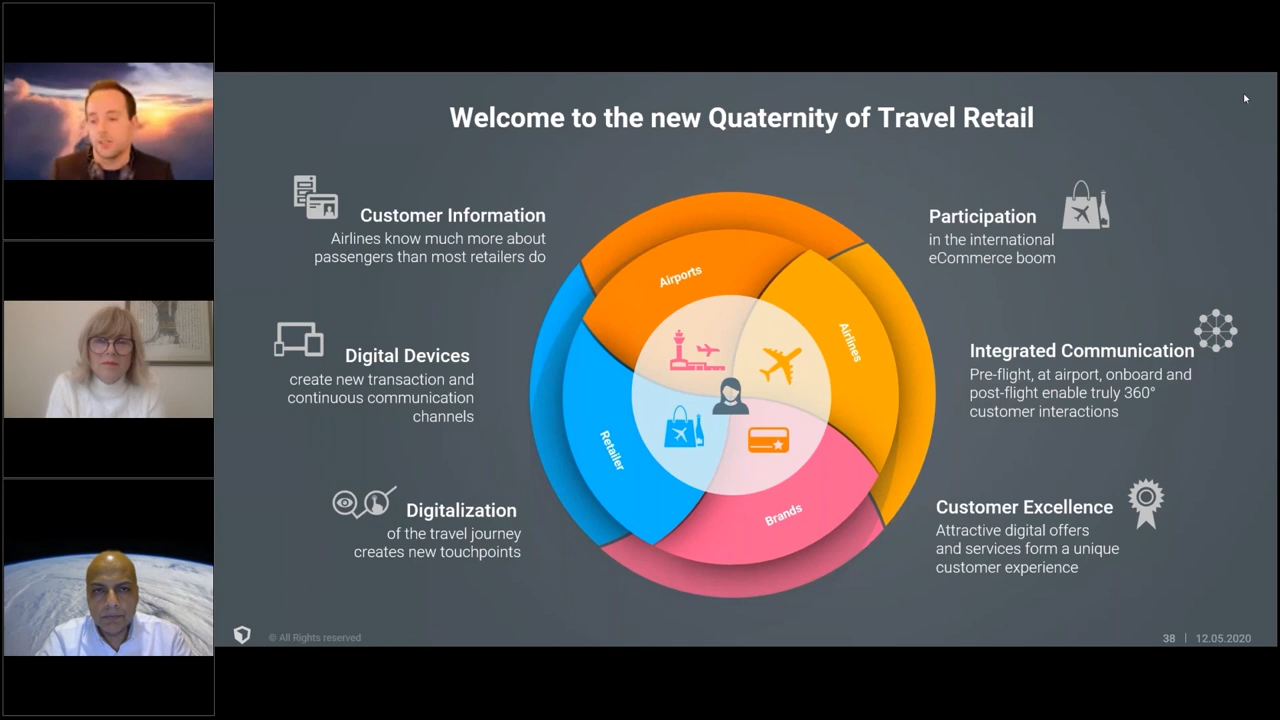 Welcome to the new Quaternity of Travel Retail
Customer Information
Airlines know much more about
passengers than most retailers do
Digital Devices
create new transaction and
continuous communication
channels
Digitalization
of the travel journey
creates new touchpoints
Airports
Airlines
Retailer
Brands
Participation
in the international
eCommerce boom
Integrated Communication
Pre-flight, at airport, onboard and
post-flight enable truly 360°
customer interactions
Customer Excellence
Attractive digital offers
and services form a unique
customer experience
© All Rights reserved
38 | 12.05.2020